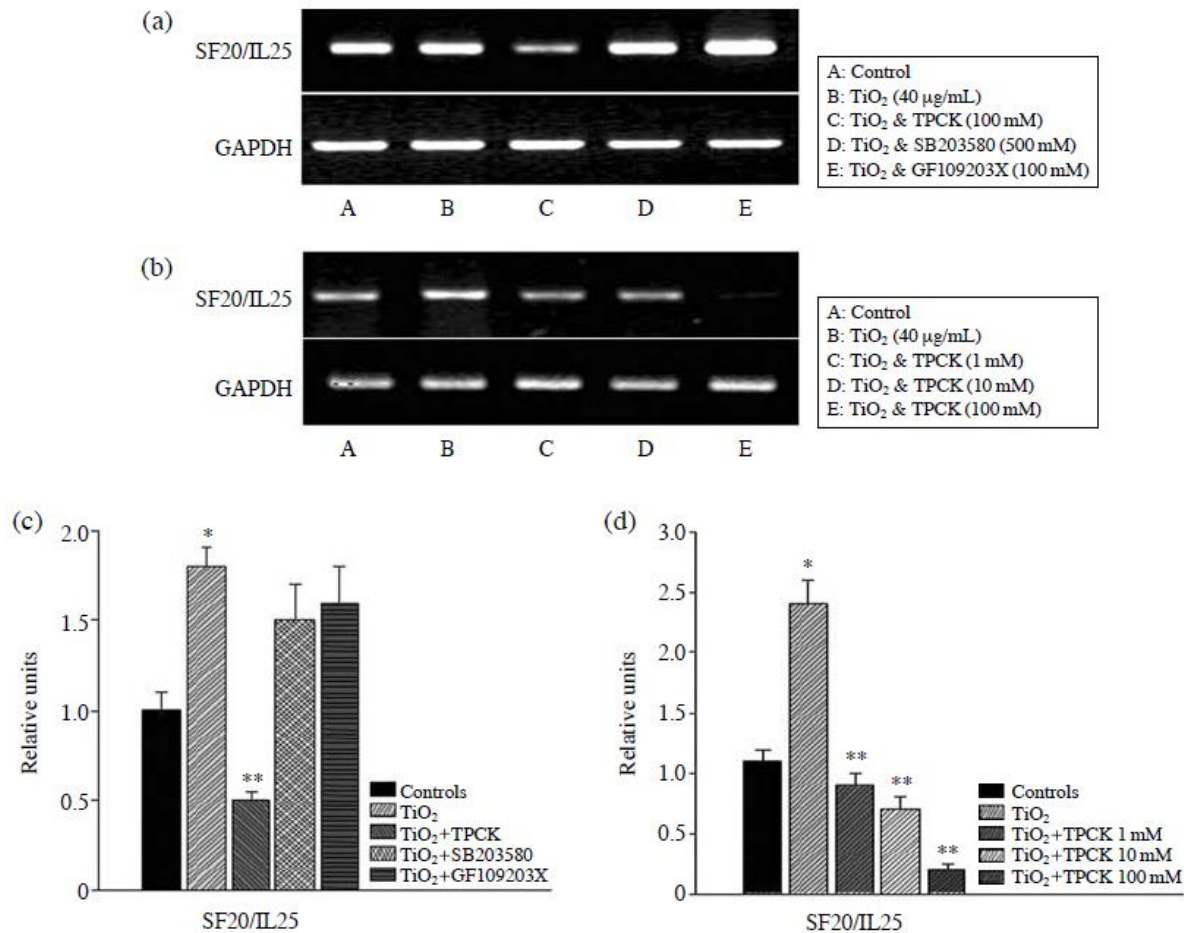 (a)
SF20/IL25
GAPDH
A B C D E
A: Control
B: TiO₂ (40 μg/mL)
C: TiO₂ & TPCK (100 mM)
D: TiO₂ & SB203580 (500 mM)
E: TiO₂ & GF109203X (100 mM)
(b)
SF20/IL25
GAPDH
A B C D E
A: Control
B: TiO₂ (40 μg/mL)
C: TiO₂ & TPCK (1 mM)
D: TiO₂ & TPCK (10 mM)
E: TiO₂ & TPCK (100 mM)
(c)
Relative units
2.0
1.5
1.0
0.5
0
*
**
Controls
TiO₂
TiO₂+TPCK
TiO₂+SB203580
TiO₂+GF109203X
SF20/IL25
(d)
Relative units
3.0
2.5
2.0
1.5
1.0
0.5
0
*
**
**
**
Controls
TiO₂
TiO₂+TPCK 1 mM
TiO₂+TPCK 10 mM
TiO₂+TPCK 100 mM
SF20/IL25